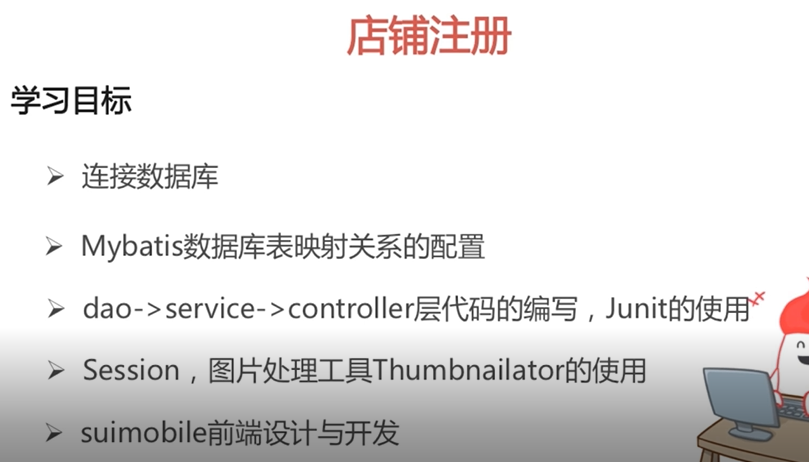 店铺注册
学习目标
连接数据库
Mybatis数据库表映射关系的配置
dao->service->controller层代码的编写，Junit的使用
Session，图片处理工具Thumbnailator的使用
suimobile前端设计与开发